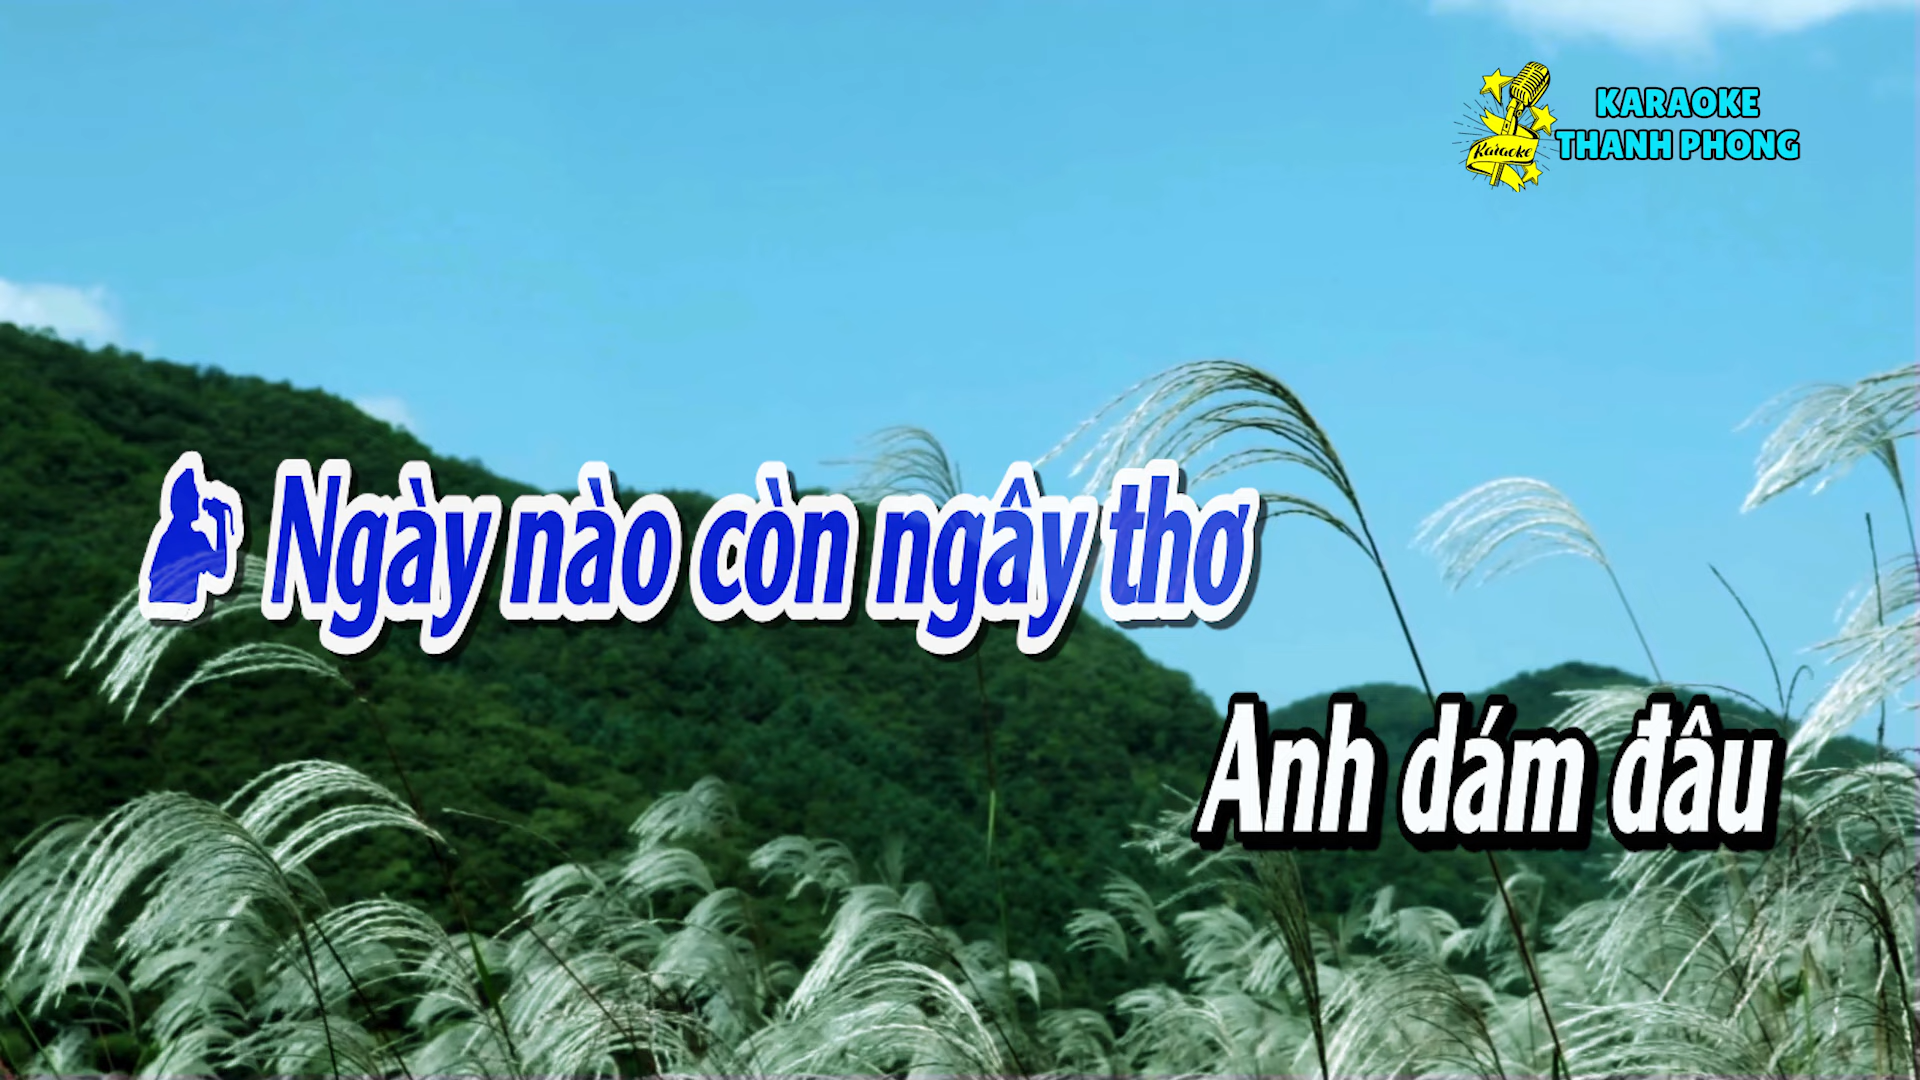 KARAOKE
THANH PHONG
Karaoke
Ngày nào còn ngây thơ
Anh dám đâu